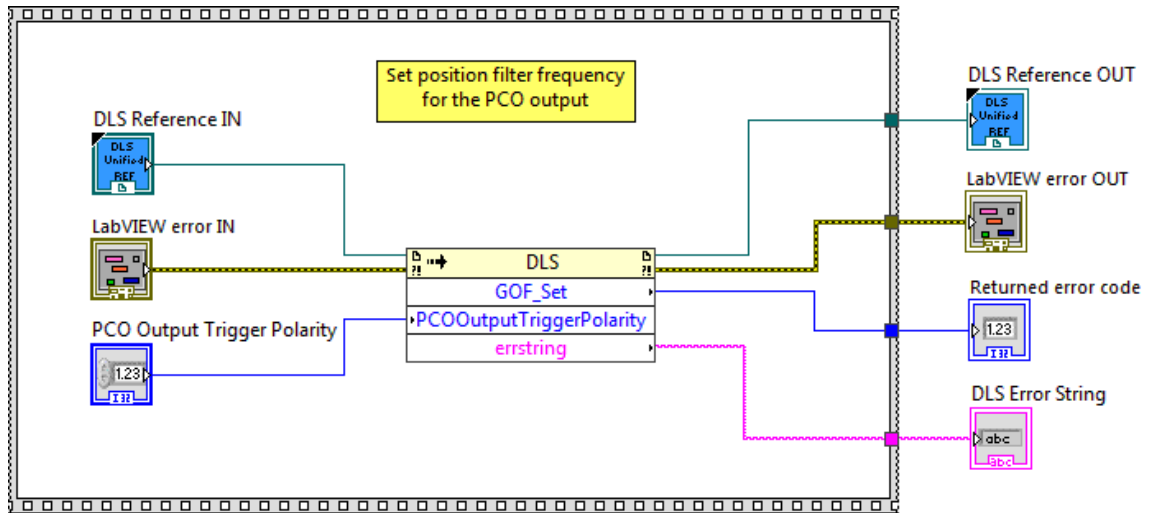 Set position filter frequency
for the PCO output
DLS Reference IN
DLS
Unified
REF
LabVIEW error IN
PCO Output Trigger Polarity
1.23
I32
?!
DLS
?!
GOF_Set
PCOOutputTriggerPolarity
errstring
DLS Reference OUT
DLS
Unified
REF
LabVIEW error OUT
Returned error code
1.23
I32
DLS Error String
abc
abc